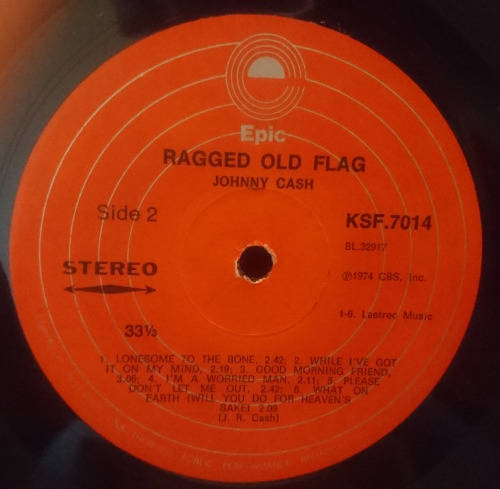 Epic
RAGGED OLD FLAG
JOHNNY CASH
Side 2
KSF.7014
BL.32917
STEREO
Ⓟ1974 CBS, Inc.
33⅓
1-6. Laetrec Music
1. LONESOME TO THE BONE, 2.42; 2. WHILE I'VE GOT
IT ON MY MIND, 2.19; 3. GOOD MORNING FRIEND,
3.06; 4. I'M A WORRIED MAN, 2.11; 5. PLEASE
DON'T LET ME OUT, 2.42; 6. WHAT ON
EARTH (WILL YOU DO FOR HEAVEN'S
SAKE) 2.09
(J. R. Cash)